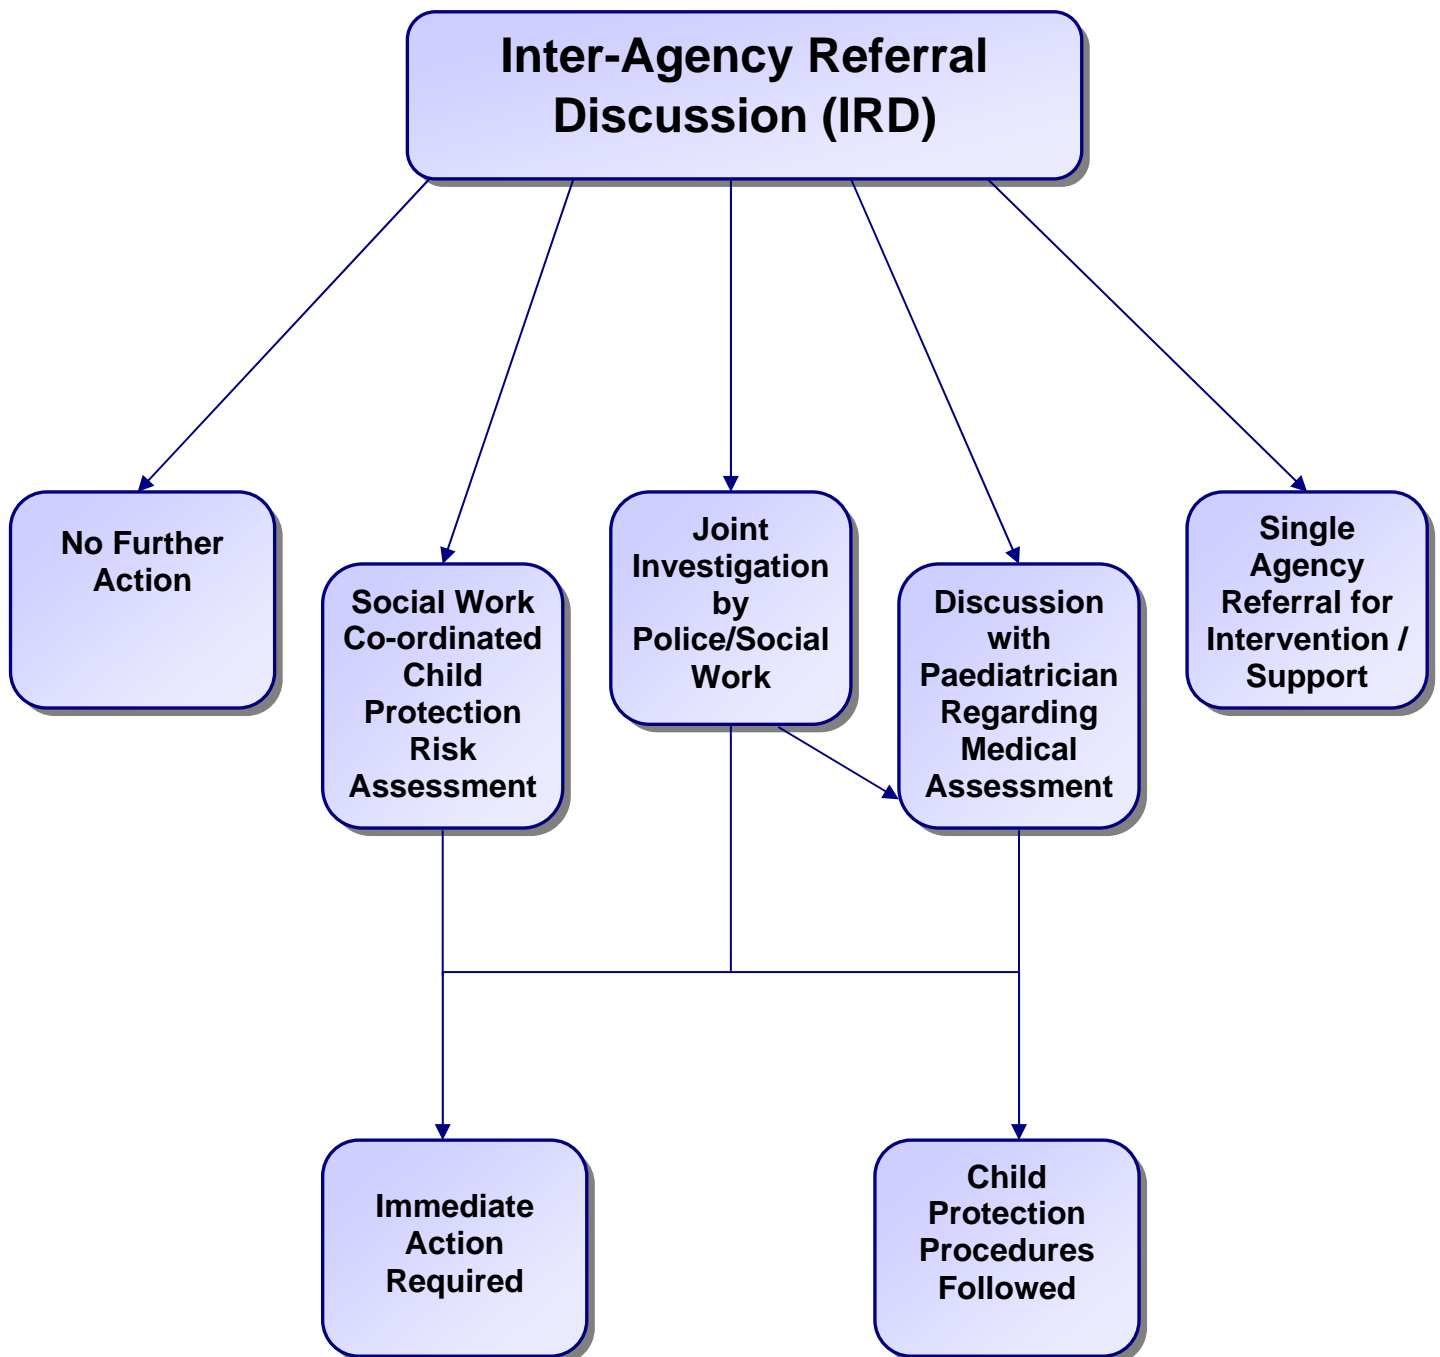 Inter-Agency Referral
Discussion (IRD)
No Further
Action
Social Work
Co-ordinated
Child
Protection
Risk
Assessment
Joint
Investigation
by
Police/Social
Work
Discussion
with
Paediatrician
Regarding
Medical
Assessment
Single
Agency
Referral for
Intervention /
Support
Immediate
Action
Required
Child
Protection
Procedures
Followed